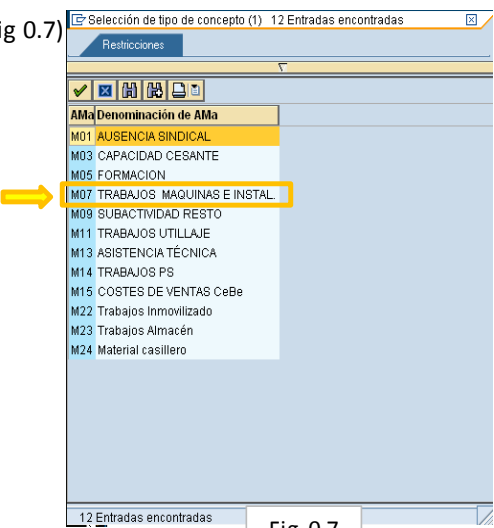 ig 0.7)
Selección de tipo de concepto (1) 12 Entradas encontradas
Restricciones
AMa Denominación de AMa
M01 AUSENCIA SINDICAL
M03 CAPACIDAD CESANTE
M05 FORMACION
M07 TRABAJOS MAQUINAS E INSTAL.
M09 SUBACTIVIDAD RESTO
M11 TRABAJOS UTILLAJE
M13 ASISTENCIA TÉCNICA
M14 TRABAJOS PS
M15 COSTES DE VENTAS CeBe
M22 Trabajos Inmovilizado
M23 Trabajos Almacén
M24 Material casillero
12 Entradas encontradas
Fig 0.7